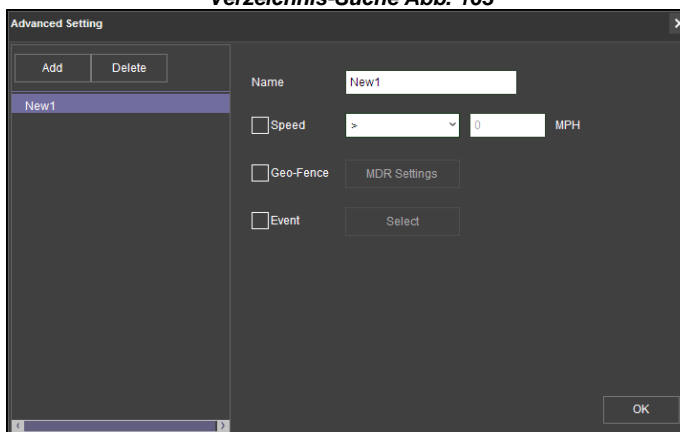 Verzeichnis-Suche Abb. 163
Advanced Setting
Add Delete
New1
Name New1
Speed > 0 MPH
Geo-Fence MDR Settings
Event Select
OK